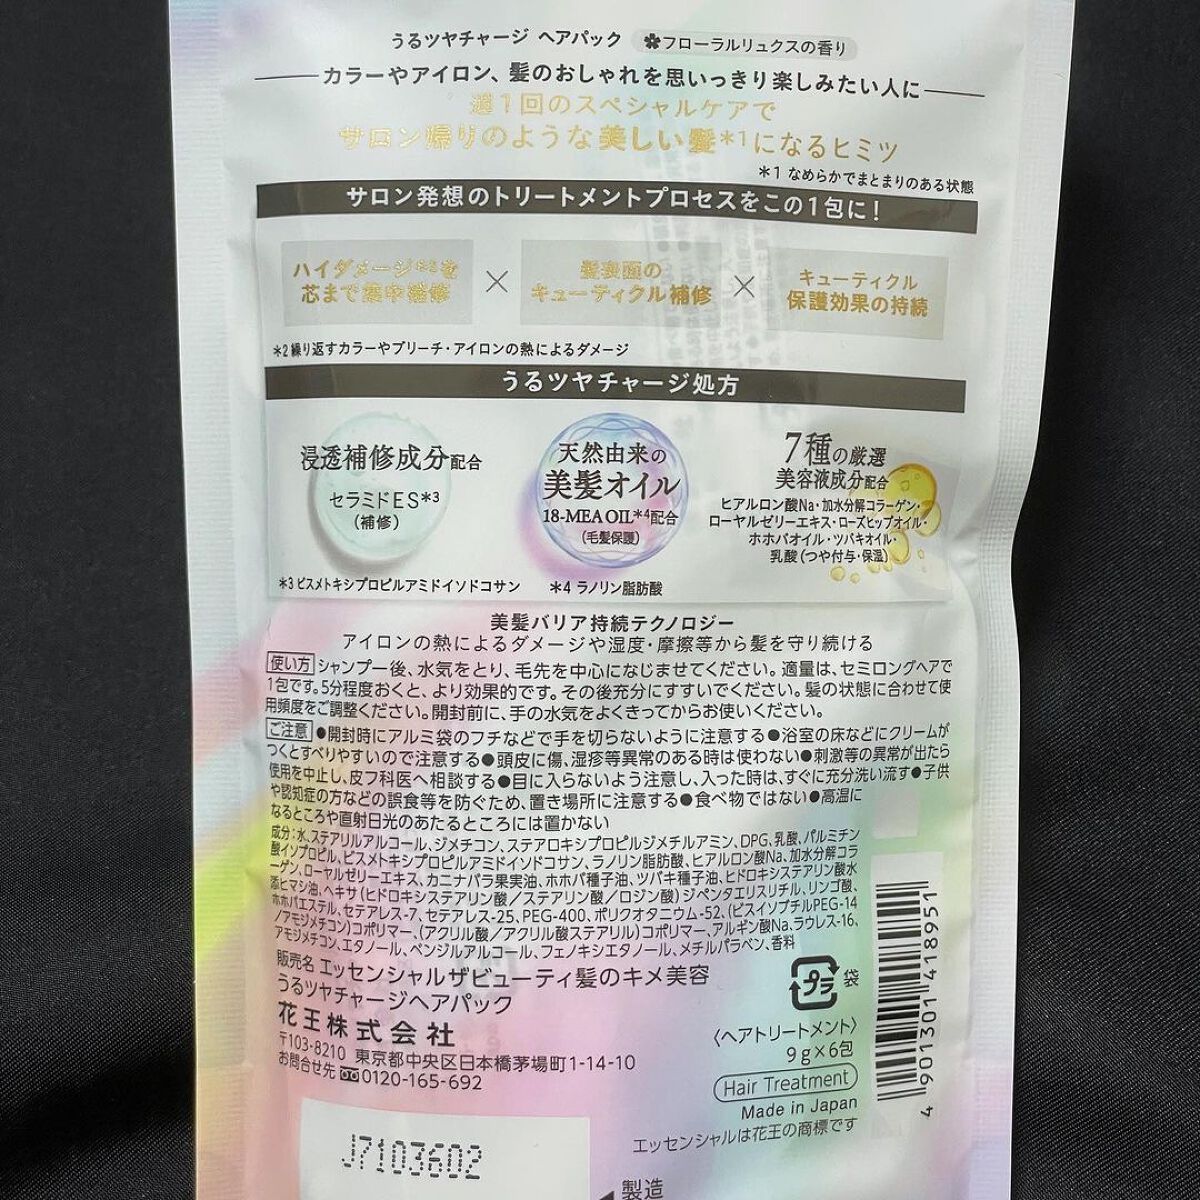 うるツヤチャージ ヘアパック ✽フローラルリュクスの香り
カラーやアイロン、髪のおしゃれを思いっきり楽しみたい人に
週1回のスペシャルケアで
サロン帰りのような美しい髪*1になるヒミツ
*1 なめらかでまとまりのある状態
サロン発想のトリートメントプロセスをこの1包に!
ハイダメージ*2を
芯まで集中補修
×
髪表面の
キューティクル補修
×
キューティクル
保護効果の持続
*2 繰り返すカラーやブリーチ・アイロンの熱によるダメージ
うるツヤチャージ処方
浸透補修成分配合
セラミドES*3
(補修)
天然由来の
美髪オイル
18-MEA OIL*4配合
(毛髪保護)
7種の厳選
美容液成分配合
ヒアルロン酸Na・加水分解コラーゲン・
ローヤルゼリーエキス・ローズヒップオイル・
ホホバオイル・ツバキオイル・
乳酸(つや付与・保湿)
*3 ビスメトキシプロピルアミドイソドコサン
*4 ラノリン脂肪酸
美髪バリア持続テクノロジー
アイロンの熱によるダメージや湿度・摩擦等から髪を守り続ける
使い方 シャンプー後、水気をとり、毛先を中心になじませてください。適量は、セミロングヘアで
1包です。5分程度おくと、より効果的です。その後充分にすすいでください。髪の状態に合わせて使
用頻度をご調整ください。開封前に、手の水気をよくきってからお使いください。
ご注意 ●開封時にアルミ袋のフチなどで手を切らないように注意する●浴室の床などにクリームが
つくとすべりやすいので注意する●頭皮に傷、湿疹等異常のある時は使わない●刺激等の異常が出たら
使用を中止し、皮フ科医へ相談する●目に入らないよう注意し、入った時は、すぐに充分洗い流す●子供
や認知症の方などの誤食等を防ぐため、置き場所に注意する●食べ物ではない●高温に
なるところや直射日光のあたるところには置かない
成分:水、ステアリルアルコール、ジメチコン、ステアロキシプロピルジメチルアミン、DPG、乳酸、パルミチン
酸イソプロピル、ビスメトキシプロピルアミドイソドコサン、ラノリン脂肪酸、ヒアルロン酸Na、加水分解コラ
ーゲン、ローヤルゼリーエキス、カニナバラ果実油、ホホバ種子油、ツバキ種子油、ヒドロキシステアリン酸水
添ヒマシ油、ヘキサ(ヒドロキシステアリン酸/ステアリン酸/ロジン酸)ジペンタエリスリチル、リンゴ酸、
ホホバエステル、セテアレス-7、セテアレス-25、PEG-400、ポリクオタニウム-52、(ビスイソブチルPEG-14
/アモジメチコン)コポリマー、(アクリル酸/アクリル酸ステアリル)コポリマー、アルギン酸Na、ラウレス-16、
アモジメチコン、エタノール、ベンジルアルコール、フェノキシエタノール、メチルパラベン、香料
販売名 エッセンシャルザビューティ髪のキメ美容
うるツヤチャージヘアパック
花王株式会社
〒103-8210 東京都中央区日本橋茅場町1-14-10
お問合せ先 0120-165-692
プラ 袋
〈ヘアトリートメント〉
9g×6包
Hair Treatment
Made in Japan
エッセンシャルは花王の商標です
4 901301 418951
J7103602
◀製造